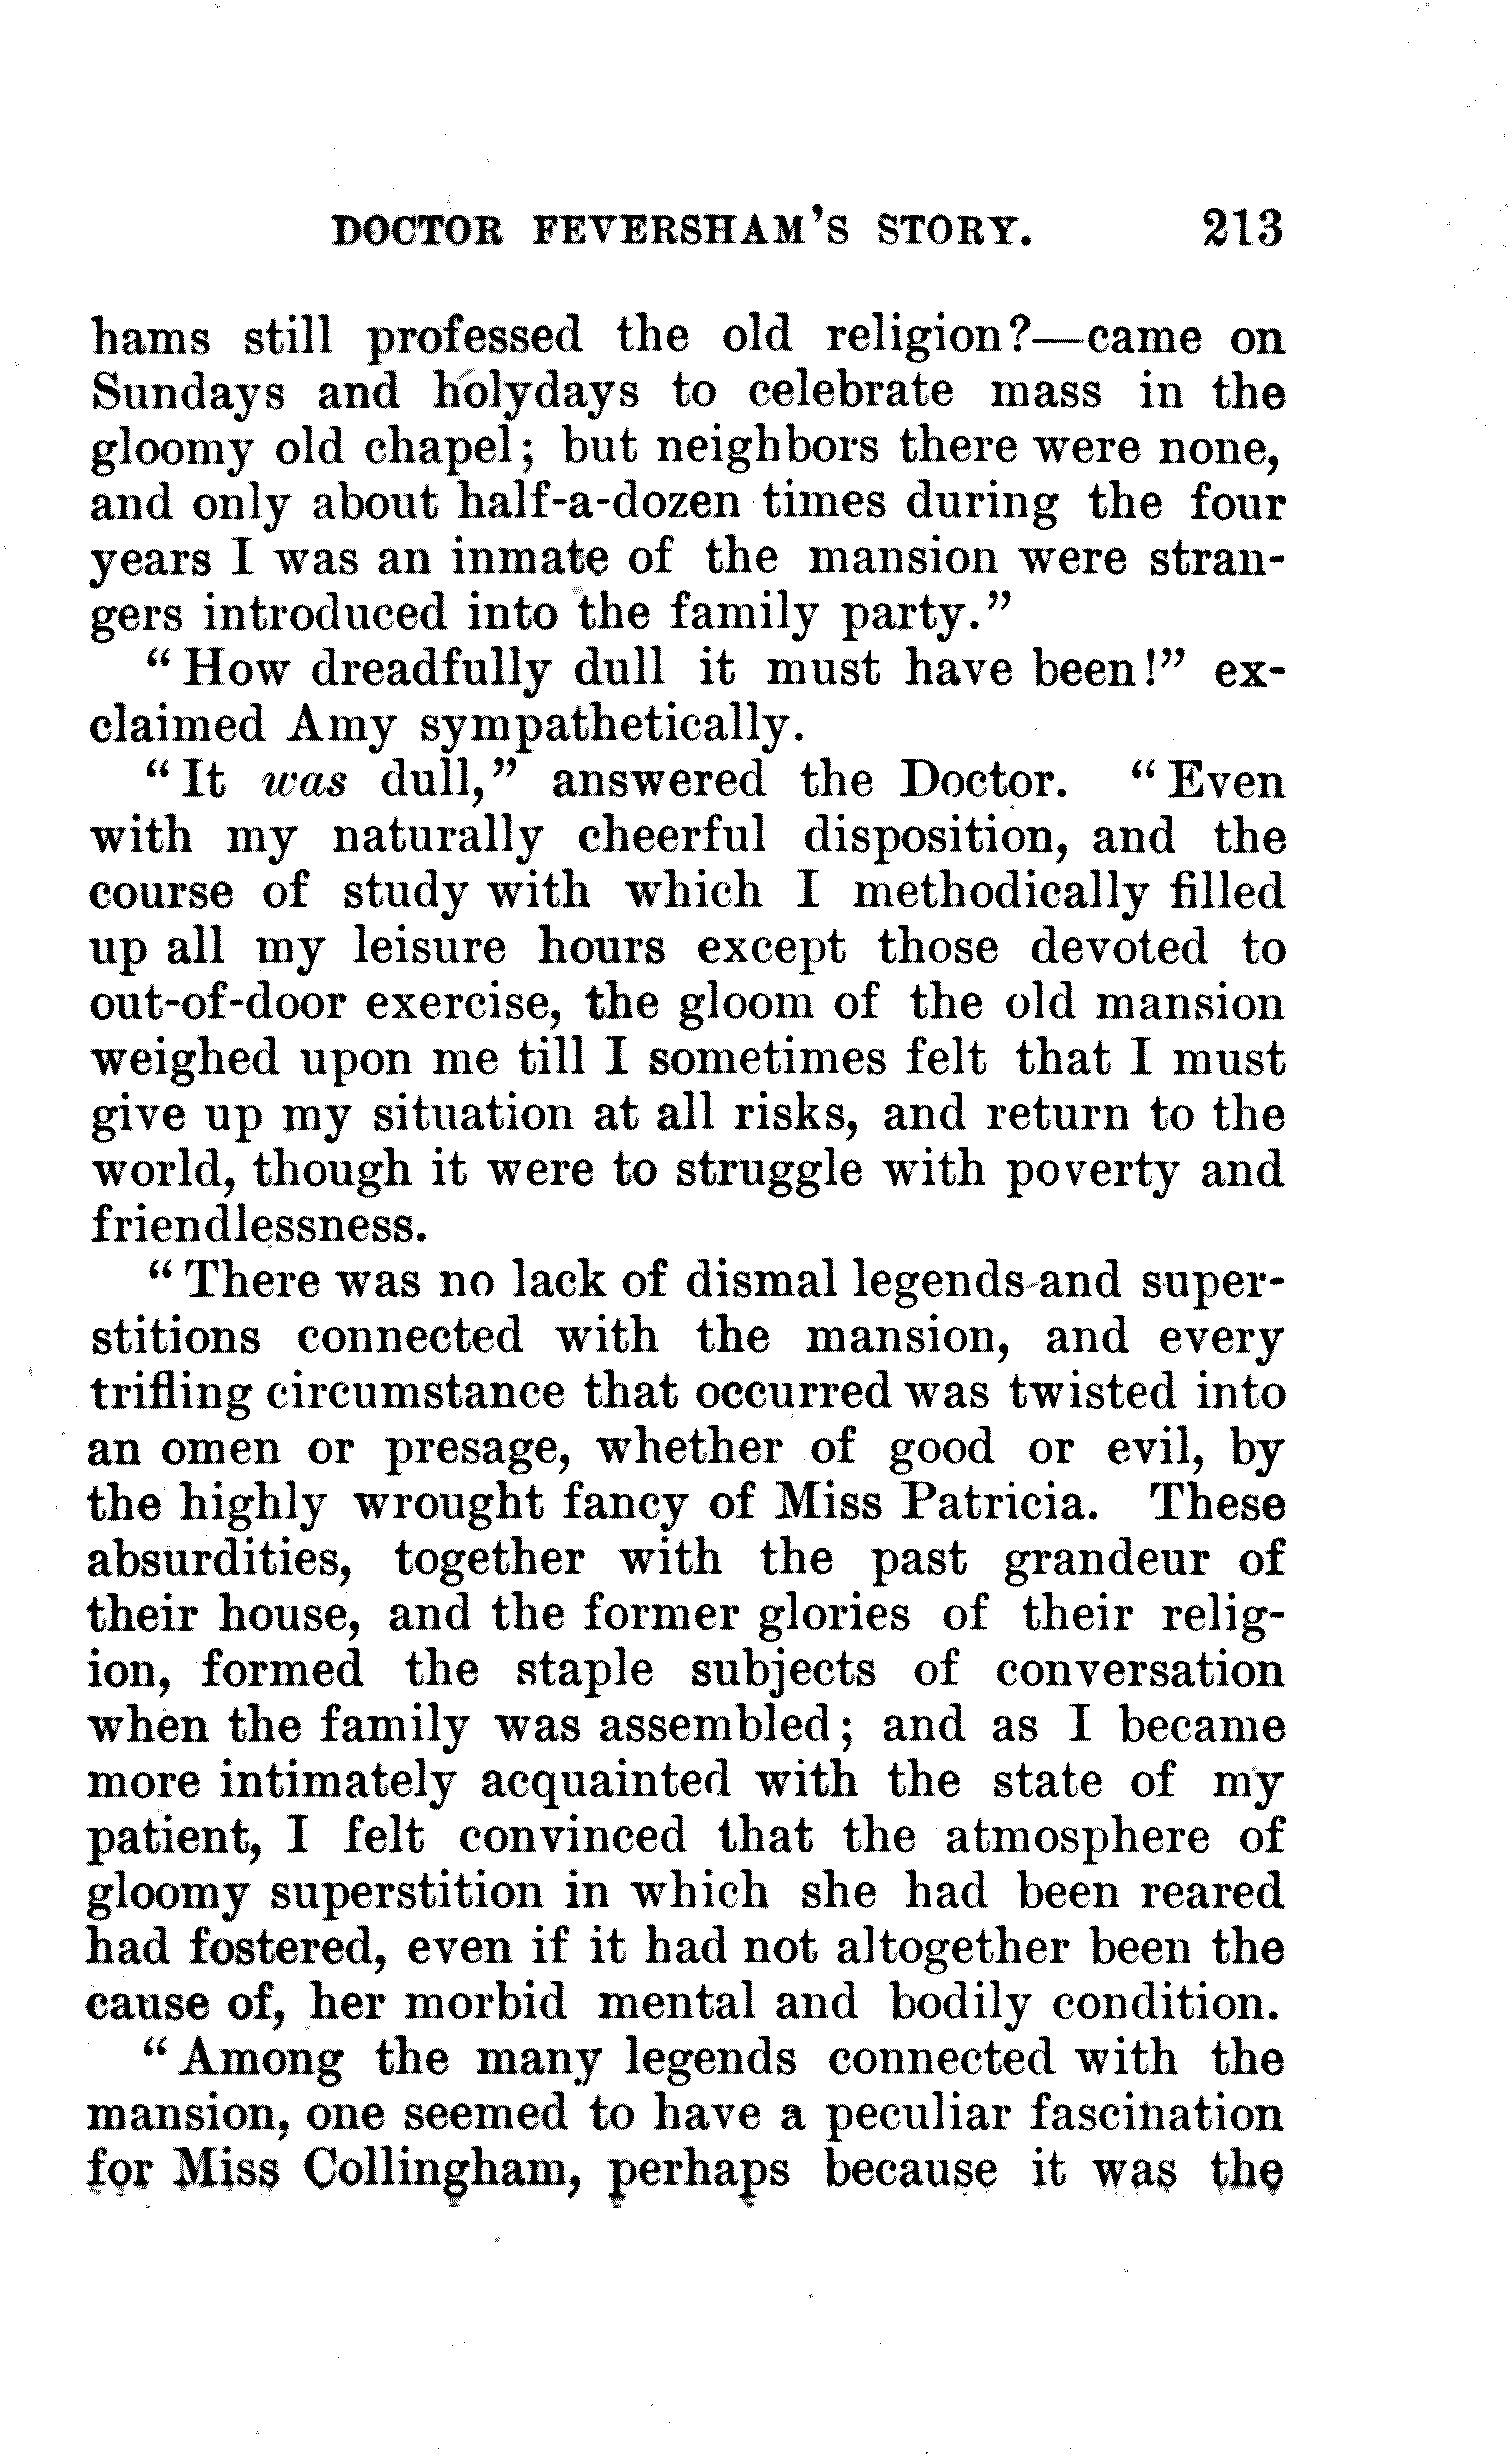 DOCTOR FEVERSHAM'S STORY. 213
hams still professed the old religion?—came on
Sundays and holydays to celebrate mass in the
gloomy old chapel; but neighbors there were none,
and only about half-a-dozen times during the four
years I was an inmate of the mansion were stran-
gers introduced into the family party."
"How dreadfully dull it must have been!" ex-
claimed Amy sympathetically.
"It was dull," answered the Doctor. "Even
with my naturally cheerful disposition, and the
course of study with which I methodically filled
up all my leisure hours except those devoted to
out-of-door exercise, the gloom of the old mansion
weighed upon me till I sometimes felt that I must
give up my situation at all risks, and return to the
world, though it were to struggle with poverty and
friendlessness.
"There was no lack of dismal legends and super-
stitions connected with the mansion, and every
trifling circumstance that occurred was twisted into
an omen or presage, whether of good or evil, by
the highly wrought fancy of Miss Patricia. These
absurdities, together with the past grandeur of
their house, and the former glories of their relig-
ion, formed the staple subjects of conversation
when the family was assembled; and as I became
more intimately acquainted with the state of my
patient, I felt convinced that the atmosphere of
gloomy superstition in which she had been reared
had fostered, even if it had not altogether been the
cause of, her morbid mental and bodily condition.
"Among the many legends connected with the
mansion, one seemed to have a peculiar fascination
for Miss Collingham, perhaps because it was the